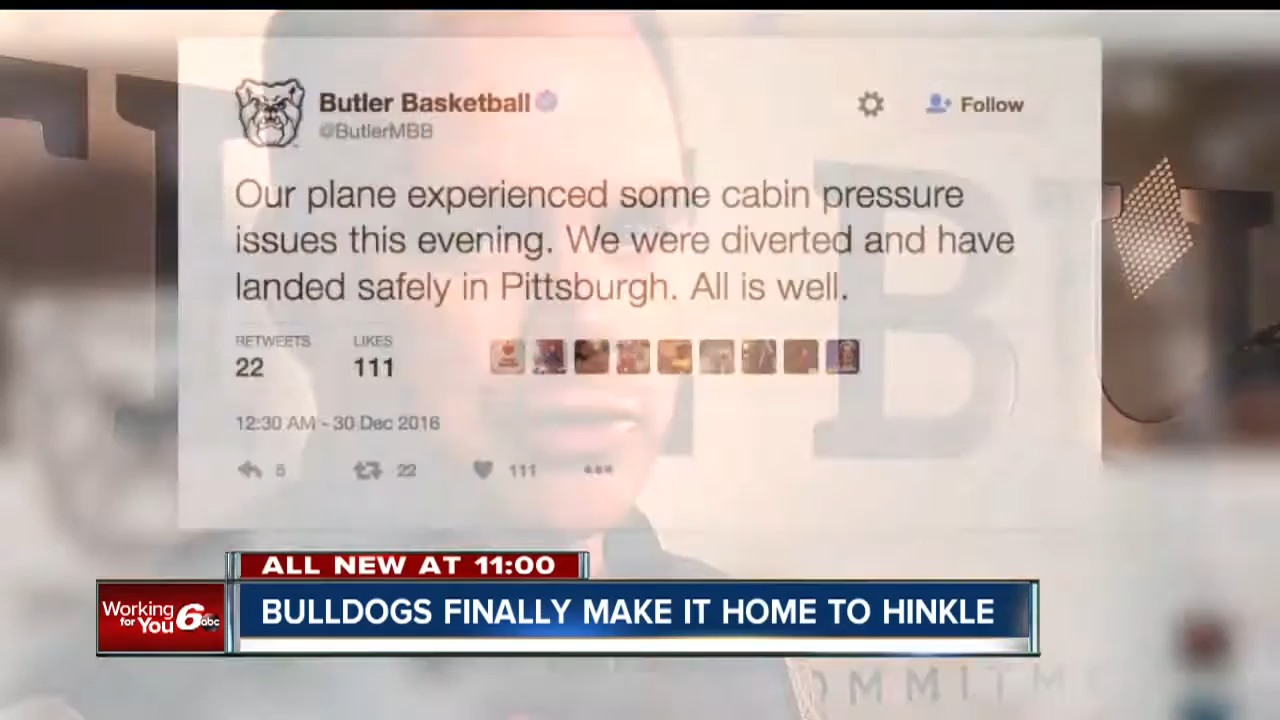 Butler Basketball
@ButlerMBB
Follow
Our plane experienced some cabin pressure
issues this evening. We were diverted and have
landed safely in Pittsburgh. All is well.
RETWEETS
LIKES
22
111
12:30 AM - 30 Dec 2016
22
111
ALL NEW AT 11:00
Working for You 6 abc
BULLDOGS FINALLY MAKE IT HOME TO HINKLE